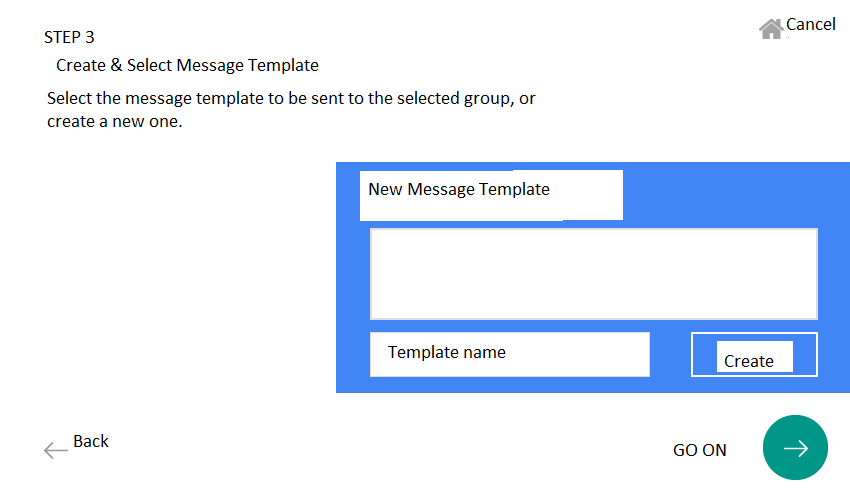 STEP 3
Cancel
Create & Select Message Template
Select the message template to be sent to the selected group, or
create a new one.
New Message Template
Template name
Create
Back
GO ON